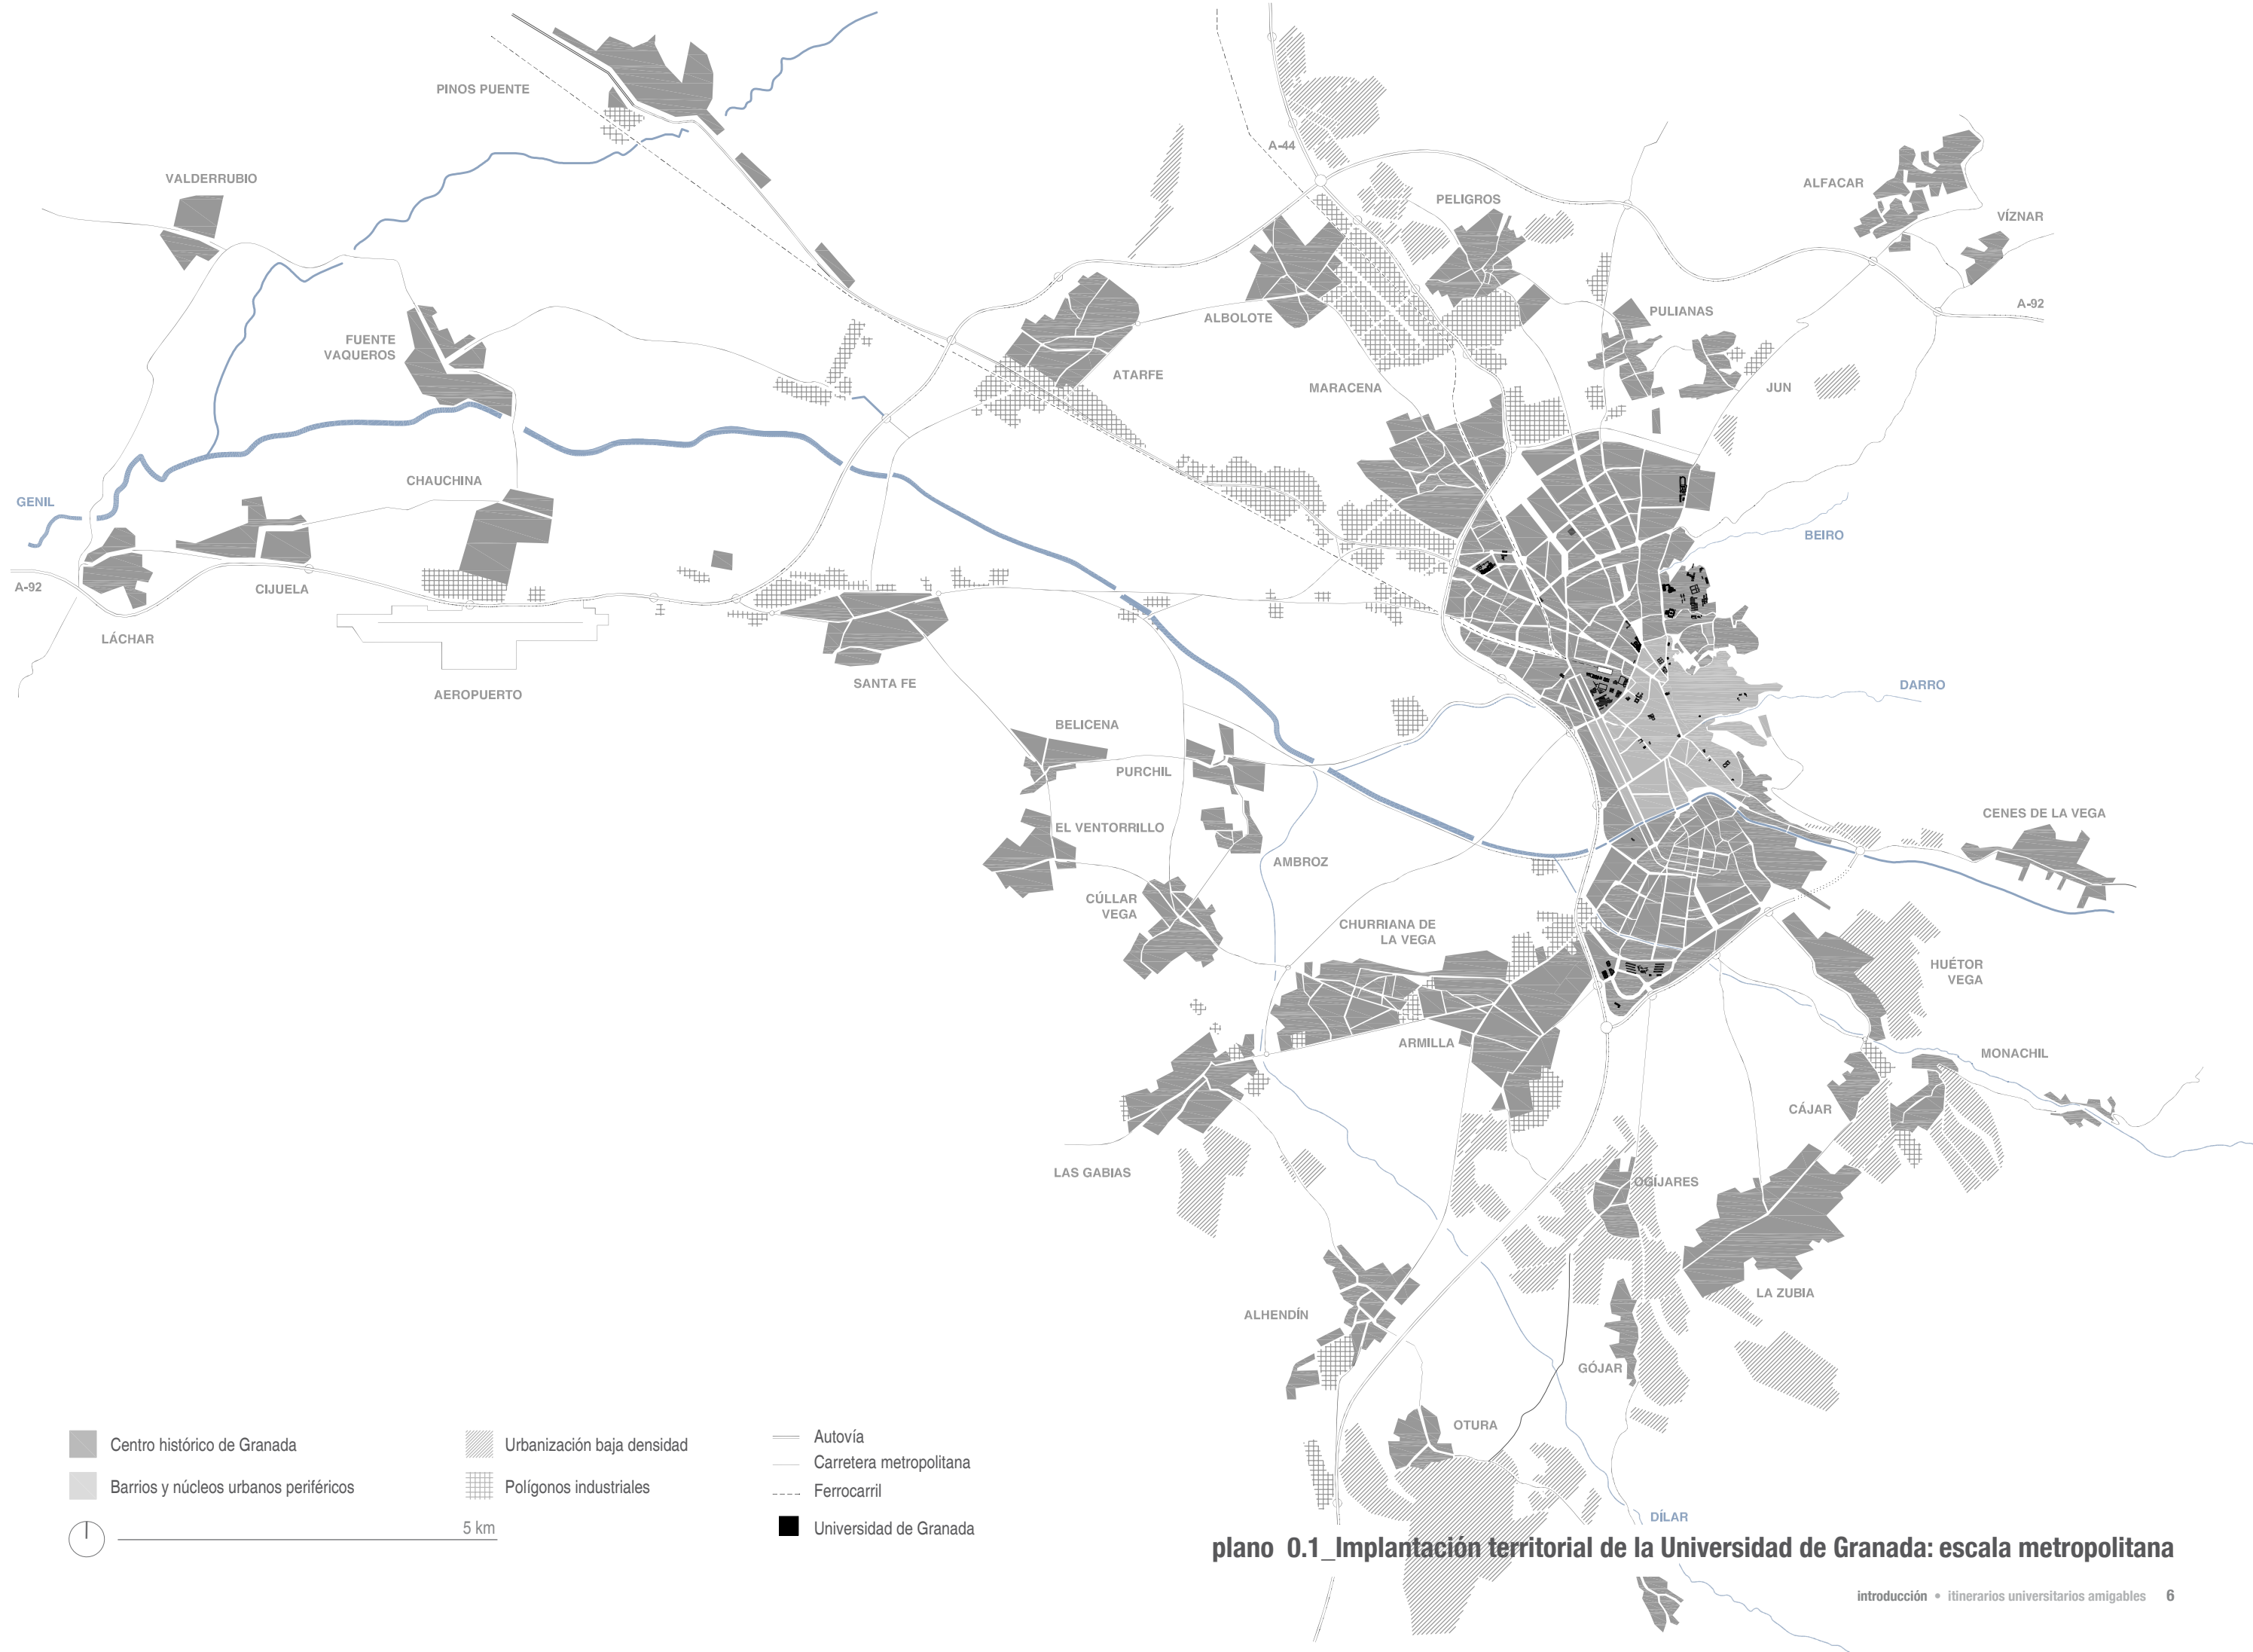 PINOS PUENTE
A-44
VALDERRUBIO
ALFACAR
PELIGROS
VÍZNAR
A-92
PULIANAS
ALBOLOTE
FUENTE
VAQUEROS
ATARFE
MARACENA
JUN
CHAUCHINA
GENIL
BEIRO
A-92
CIJUELA
LÁCHAR
SANTA FE
DARRO
AEROPUERTO
BELICENA
PURCHIL
CENES DE LA VEGA
EL VENTORRILLO
AMBROZ
CÚLLAR
VEGA
CHURRIANA DE
LA VEGA
HUÉTOR
VEGA
ARMILLA
MONACHIL
CÁJAR
LAS GABIAS
OGÍJARES
LA ZUBIA
ALHENDÍN
GÓJAR
OTURA
DÍLAR
Centro histórico de Granada
Barrios y núcleos urbanos periféricos
Urbanización baja densidad
Polígonos industriales
Autovía
Carretera metropolitana
Ferrocarril
Universidad de Granada
5 km
plano 0.1_Implantación territorial de la Universidad de Granada: escala metropolitana
introducción • itinerarios universitarios amigables 6